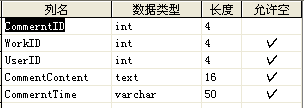 列名 数据类型 长度 允许空
CommerntID int 4
WorkID int 4 ✓
UserID int 4 ✓
CommentContent text 16 ✓
CommerntTime varchar 50 ✓